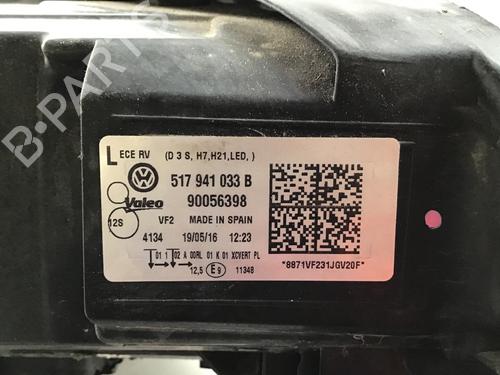 B-PARTS
L ECE RV (D 3 S, H7,H21,LED, )
517 941 033 B
Valeo 90056398
12S VF2 MADE IN SPAIN
4134 19/05/16 12:23
01 1 02 A 00RL 01 K 01 XCVERT PL
12,5 E9 11348
*8871VF231JGV20F*